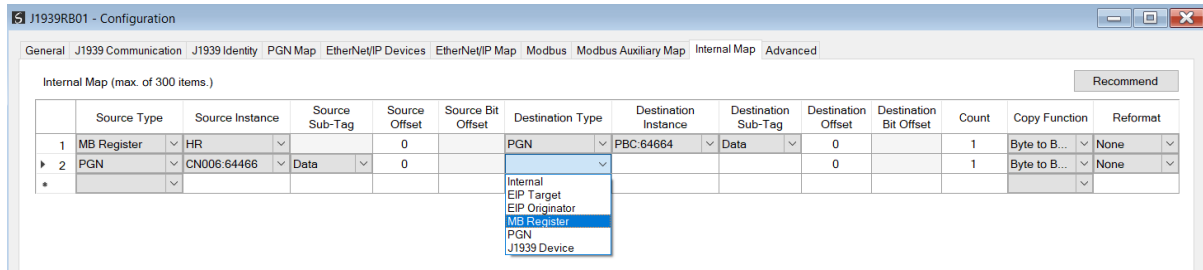 J1939RB01 - Configuration
General J1939 Communication J1939 Identity PGN Map EtherNet/IP Devices EtherNet/IP Map Modbus Modbus Auxiliary Map Internal Map Advanced
Internal Map (max. of 300 items.) Recommend
Source Type Source Instance Source Sub-Tag Source Offset Source Bit Offset Destination Type Destination Instance Destination Sub-Tag Destination Offset Destination Bit Offset Count Copy Function Reformat
1 MB Register HR 0 PGN PBC:64664 Data 0 1 Byte to B... None
2 PGN CN006:64466 Data 0 0 1 Byte to B... None
Internal
EIP Target
EIP Originator
MB Register
PGN
J1939 Device